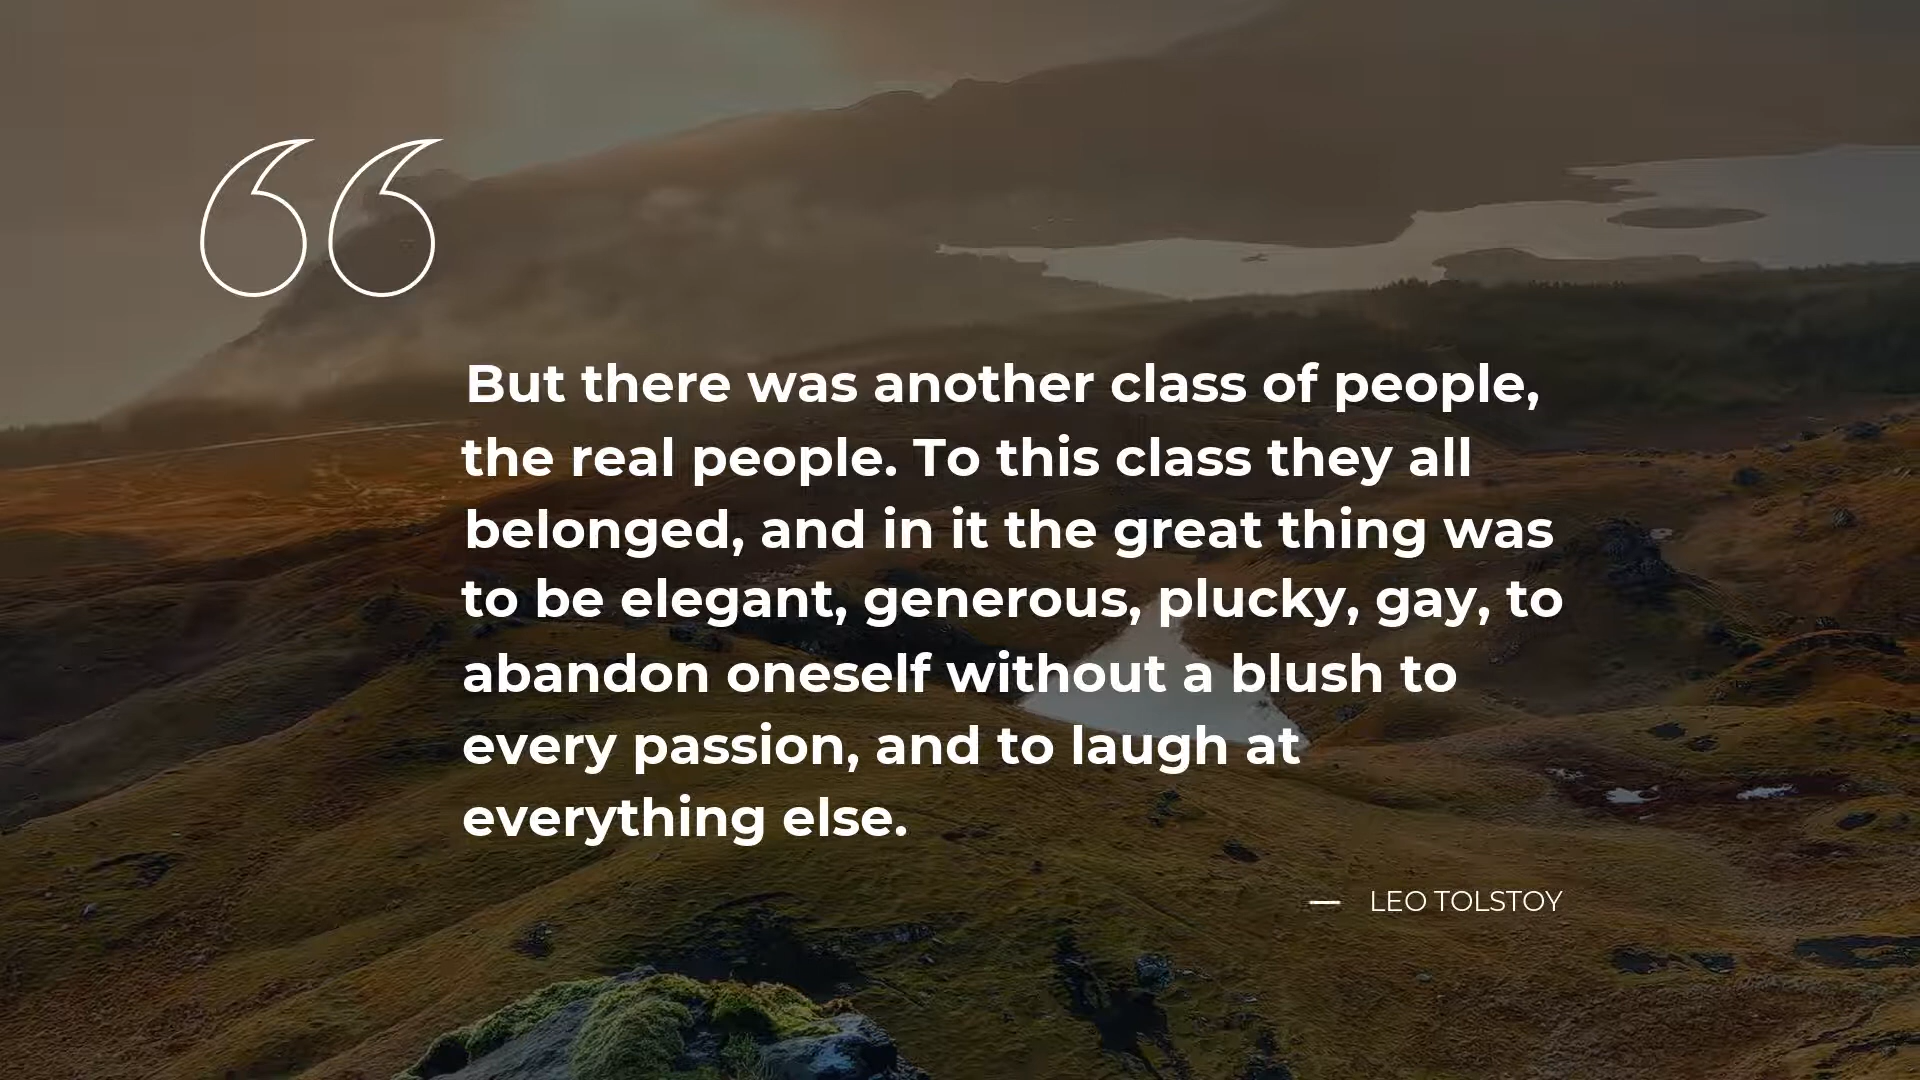 “
But there was another class of people,
the real people. To this class they all
belonged, and in it the great thing was
to be elegant, generous, plucky, gay, to
abandon oneself without a blush to
every passion, and to laugh at
everything else.
— LEO TOLSTOY